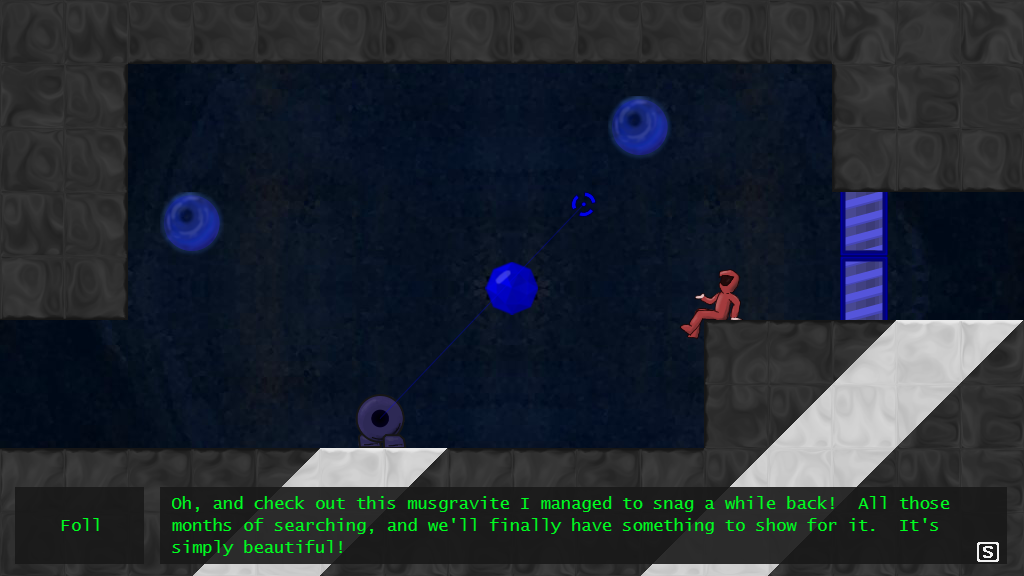 Foll
Oh, and check out this musgravite I managed to snag a while back!  All those
months of searching, and we'll finally have something to show for it.  It's
simply beautiful!
S